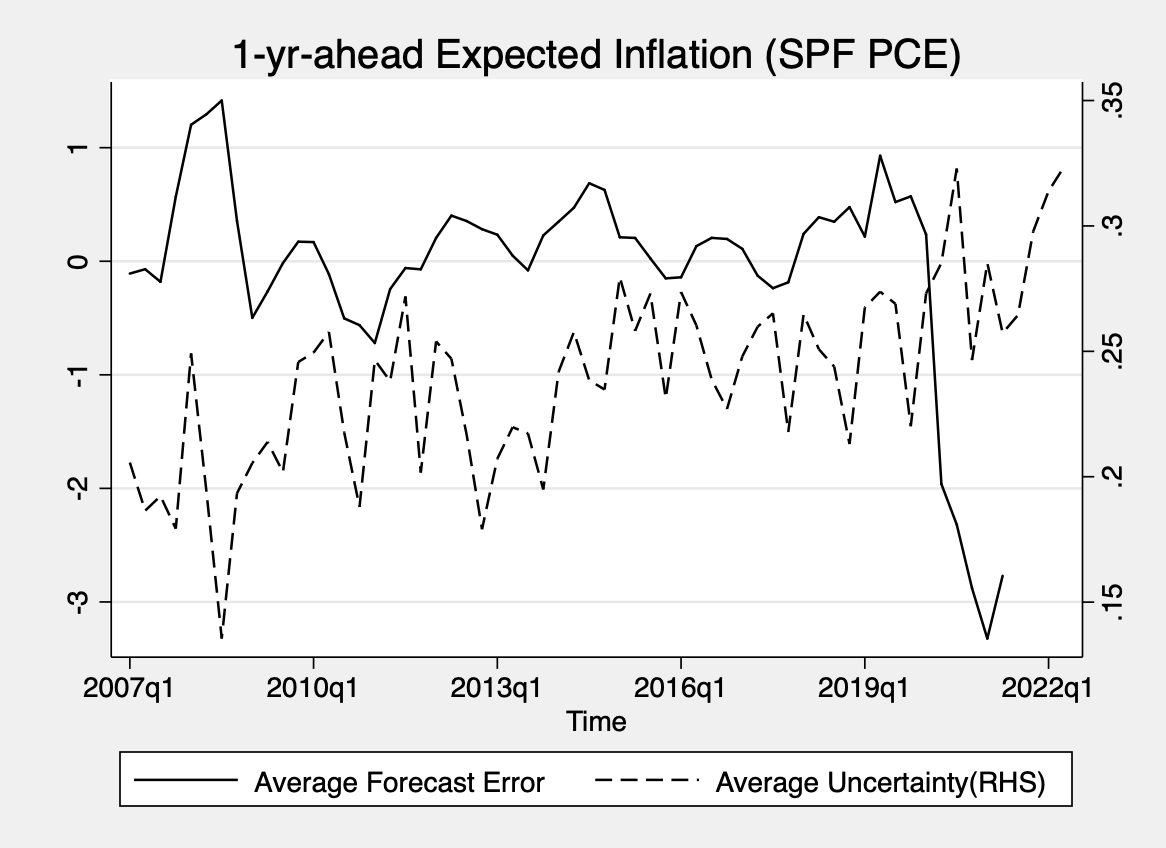 1-yr-ahead Expected Inflation (SPF PCE)
1
0
-1
-2
-3
.35
.3
.25
.2
.15
2007q1 2010q1 2013q1 2016q1 2019q1 2022q1
Time
Average Forecast Error Average Uncertainty(RHS)